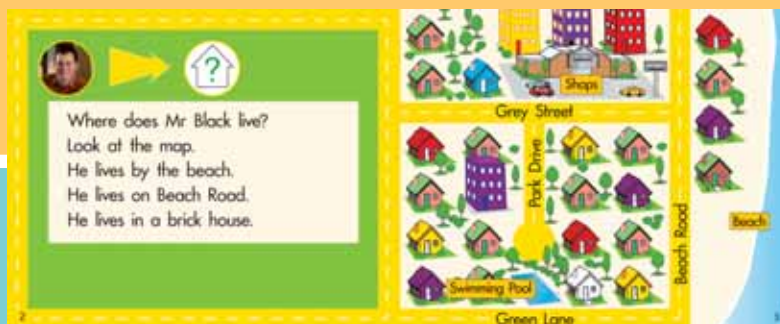 ?
Where does Mr Black live?
Look at the map.
He lives by the beach.
He lives on Beach Road.
He lives in a brick house.
2
Shops
Grey Street
Park Drive
Beach Road
Beach
Swimming Pool
Green Lane